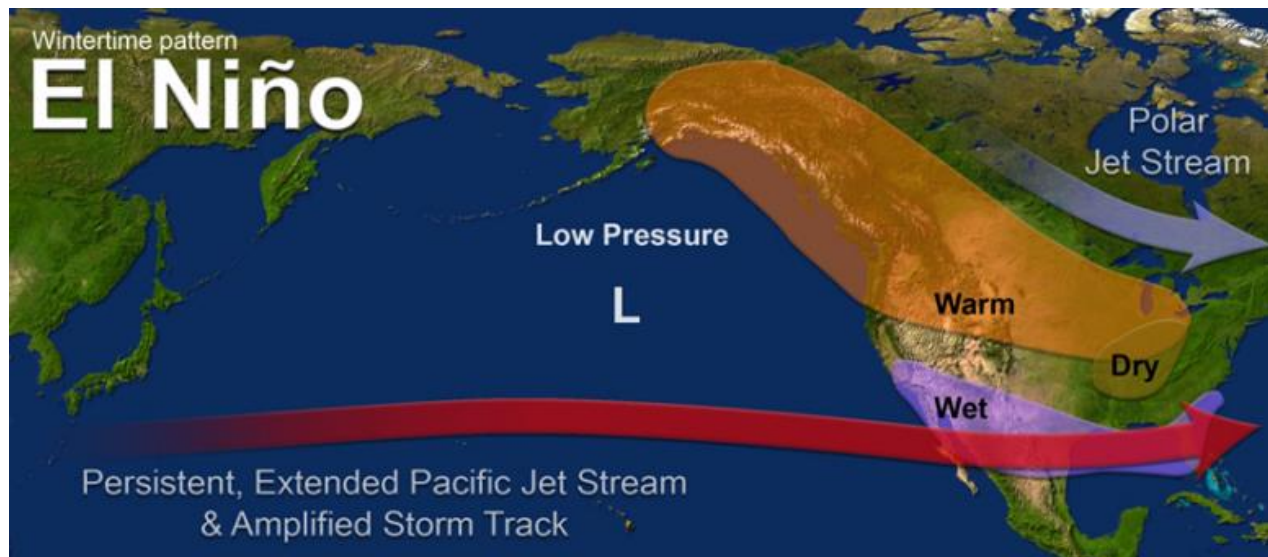 Wintertime pattern
El Niño
Polar
Jet Stream
Low Pressure
L
Warm
Dry
Wet
Persistent, Extended Pacific Jet Stream
& Amplified Storm Track